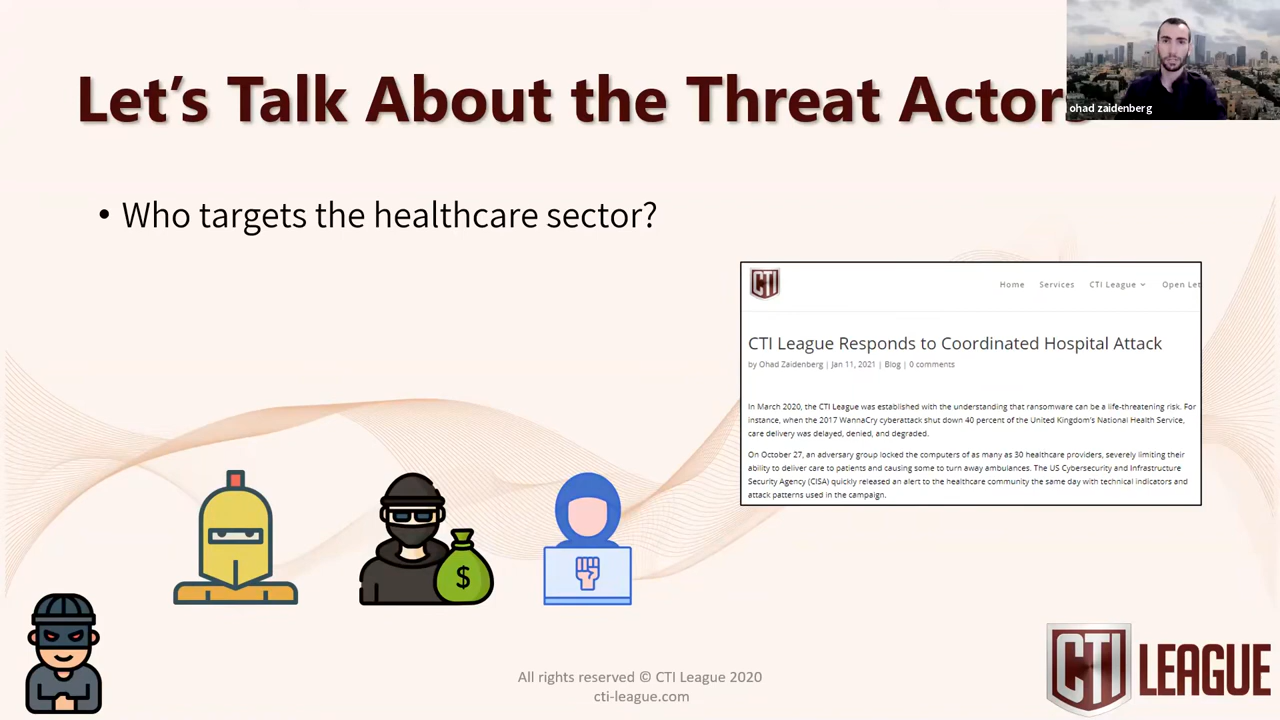 Let's Talk About the Threat Actors
ohad zaidenberg
• Who targets the healthcare sector?
CTI
Home Services CTI League Open Let
CTI League Responds to Coordinated Hospital Attack
by Ohad Zaidenberg | Jan 11, 2021 | Blog | 0 comments
In March 2020, the CTI League was established with the understanding that ransomware can be a life-threatening risk. For
instance, when the 2017 WannaCry cyberattack shut down 40 percent of the United Kingdom's National Health Service,
care delivery was delayed, denied, and degraded.
On October 27, an adversary group locked the computers of as many as 30 healthcare providers, severely limiting their
ability to deliver care to patients and causing some to turn away ambulances. The US Cybersecurity and Infrastructure
Security Agency (CISA) quickly released an alert to the healthcare community the same day with technical indicators and
attack patterns used in the campaign.
$
All rights reserved © CTI League 2020
cti-league.com
CTI LEAGUE